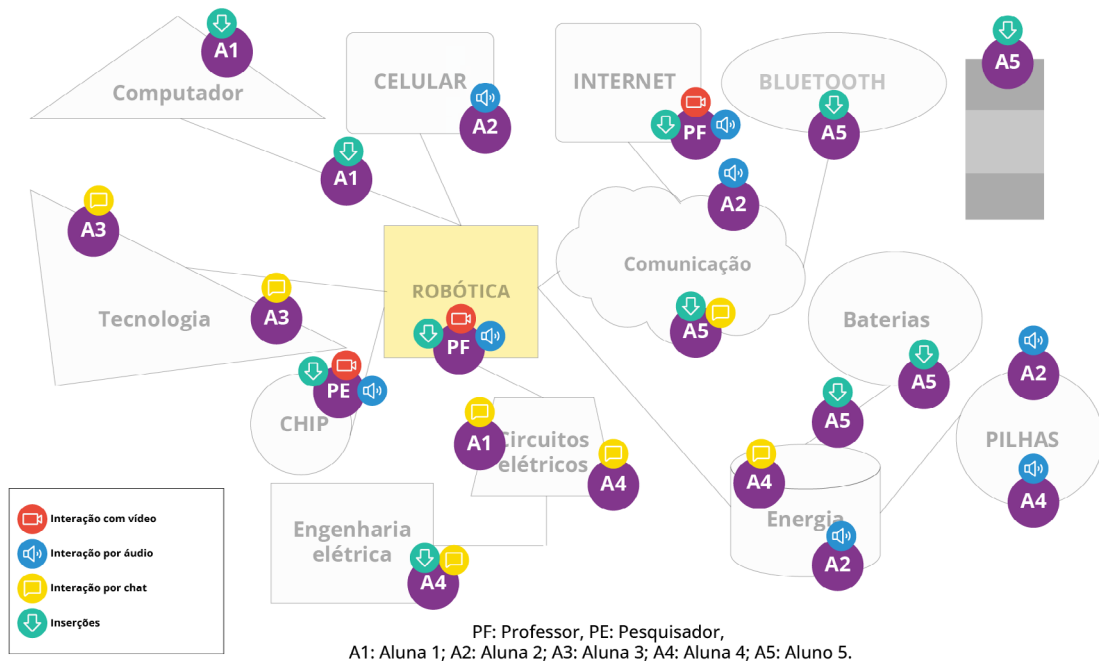 A1
Computador
CELULAR
A2
INTERNET
PF
BLUETOOTH
A5
A5
A1
A3
A2
Comunicação
A5
ROBÓTICA
PF
Tecnologia
A3
Baterias
A5
A2
PE
CHIP
A1
Circuitos
elétricos
A4
A5
PILHAS
A4
A4
Energia
A2
Engenharia
elétrica
A4
Interação com vídeo
Interação por áudio
Interação por chat
Inserções
PF: Professor, PE: Pesquisador,
A1: Aluna 1; A2: Aluna 2; A3: Aluna 3; A4: Aluna 4; A5: Aluno 5.